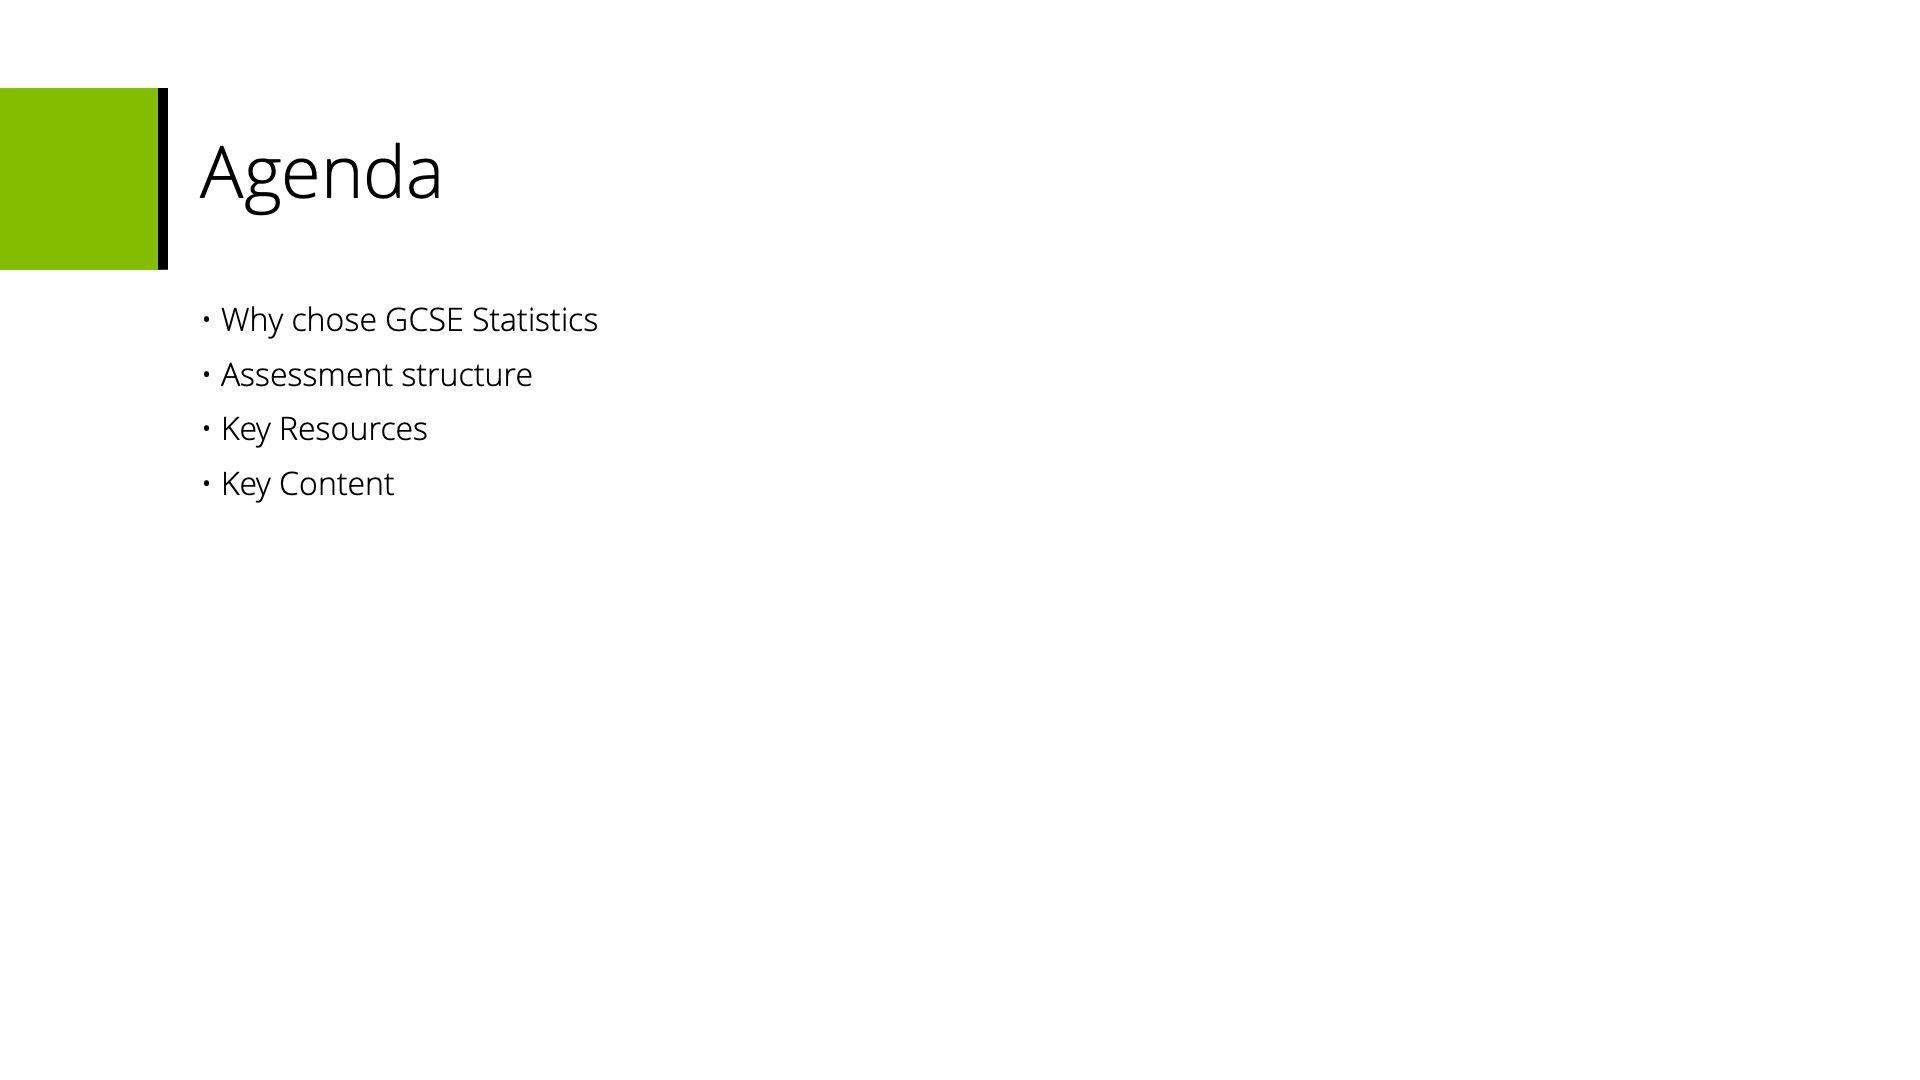 Agenda
• Why chose GCSE Statistics
• Assessment structure
• Key Resources
• Key Content